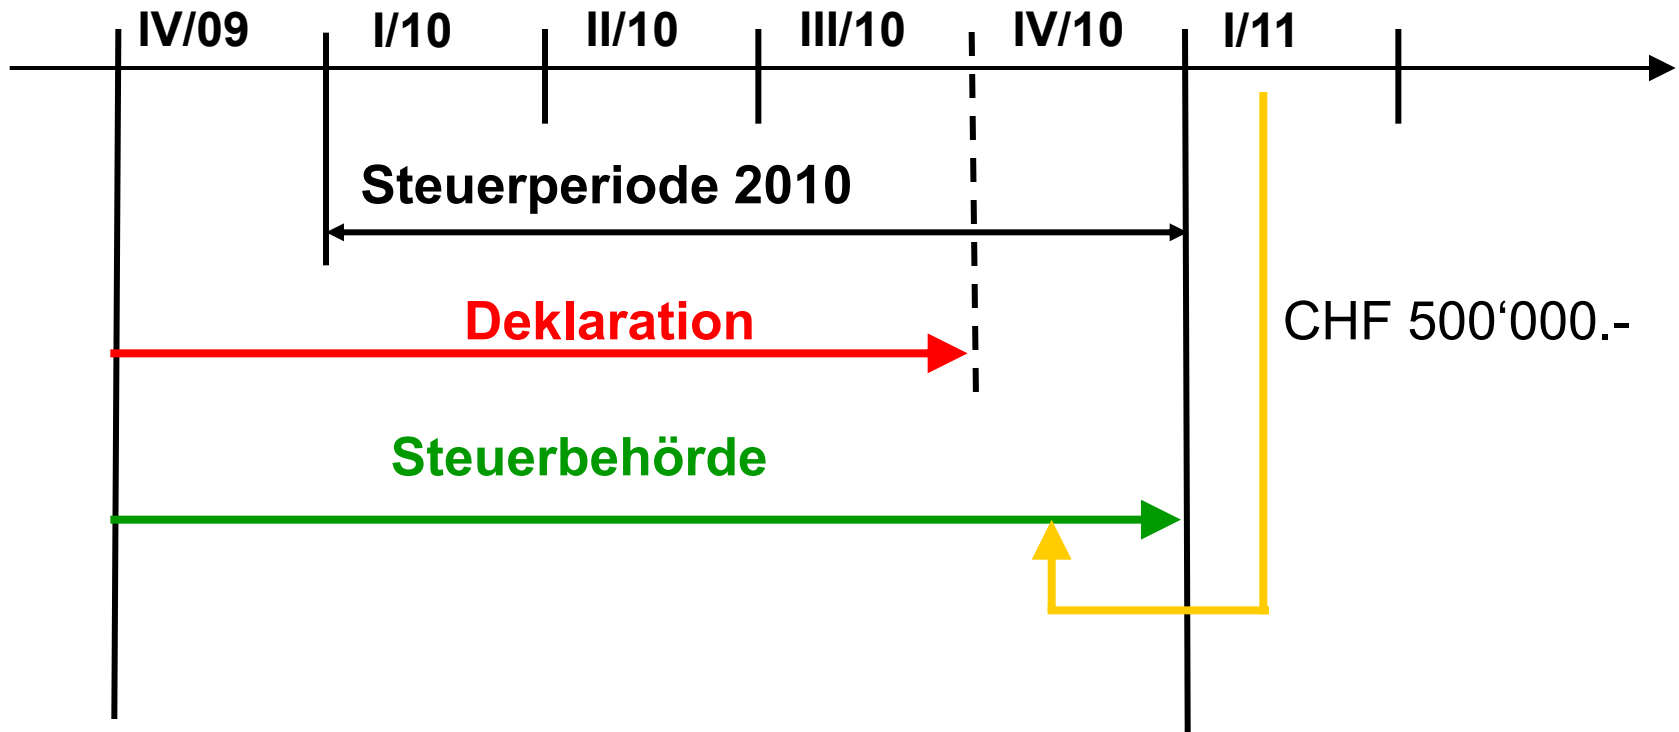 IV/09 I/10 II/10 III/10 IV/10 I/11
Steuerperiode 2010
Deklaration
CHF 500‘000.-
Steuerbehörde